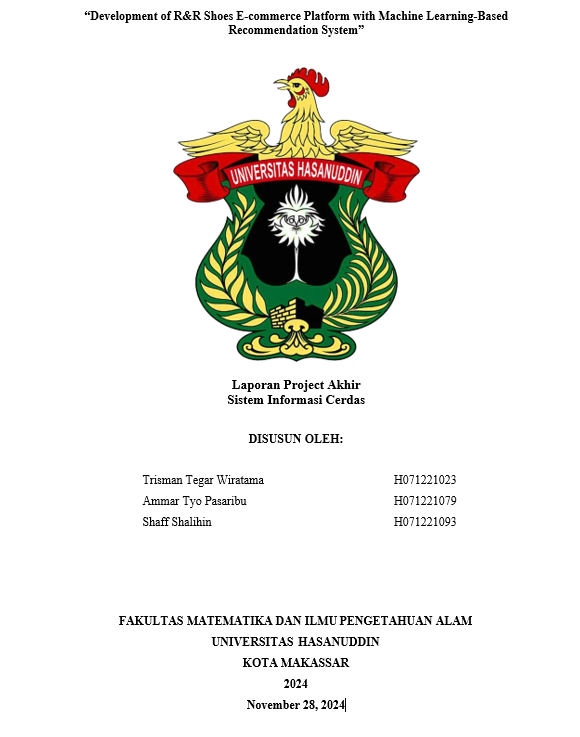 “Development of R&R Shoes E-commerce Platform with Machine Learning-Based
Recommendation System”
UNIVERSITAS HASANUDDIN
Laporan Project Akhir
Sistem Informasi Cerdas
DISUSUN OLEH:
Trisman Tegar Wiratama H071221023
Ammar Tyo Pasaribu H071221079
Shaff Shalihin H071221093
FAKULTAS MATEMATIKA DAN ILMU PENGETAHUAN ALAM
UNIVERSITAS HASANUDDIN
KOTA MAKASSAR
2024
November 28, 2024